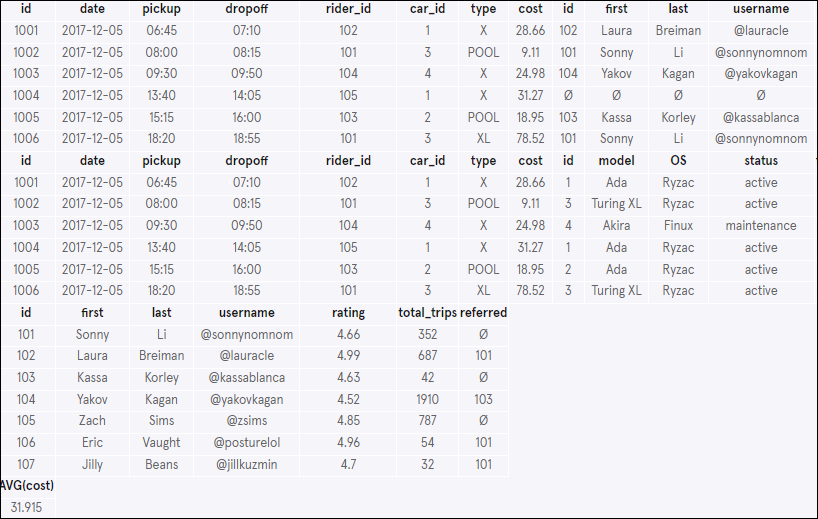 id date pickup dropoff rider_id car_id type cost id first last username
1001 2017-12-05 06:45 07:10 102 1 X 28.66 102 Laura Breiman @lauracle
1002 2017-12-05 08:00 08:15 101 3 POOL 9.11 101 Sonny Li @sonnynomnom
1003 2017-12-05 09:30 09:50 104 4 X 24.98 104 Yakov Kagan @yakovkagan
1004 2017-12-05 13:40 14:05 105 1 X 31.27 Ø Ø Ø Ø
1005 2017-12-05 15:15 16:00 103 2 POOL 18.95 103 Kassa Korley @kassablanca
1006 2017-12-05 18:20 18:55 101 3 XL 78.52 101 Sonny Li @sonnynomnom
id date pickup dropoff rider_id car_id type cost id model OS status
1001 2017-12-05 06:45 07:10 102 1 X 28.66 1 Ada Ryzac active
1002 2017-12-05 08:00 08:15 101 3 POOL 9.11 3 Turing XL Ryzac active
1003 2017-12-05 09:30 09:50 104 4 X 24.98 4 Akira Finux maintenance
1004 2017-12-05 13:40 14:05 105 1 X 31.27 1 Ada Ryzac active
1005 2017-12-05 15:15 16:00 103 2 POOL 18.95 2 Ada Ryzac active
1006 2017-12-05 18:20 18:55 101 3 XL 78.52 3 Turing XL Ryzac active
id first last username rating total_trips referred
101 Sonny Li @sonnynomnom 4.66 352 Ø
102 Laura Breiman @lauracle 4.99 687 101
103 Kassa Korley @kassablanca 4.63 42 Ø
104 Yakov Kagan @yakovkagan 4.52 1910 103
105 Zach Sims @zsims 4.85 787 Ø
106 Eric Vaught @posturelol 4.96 54 101
107 Jilly Beans @jillkuzmin 4.7 32 101
AVG(cost)
31.915